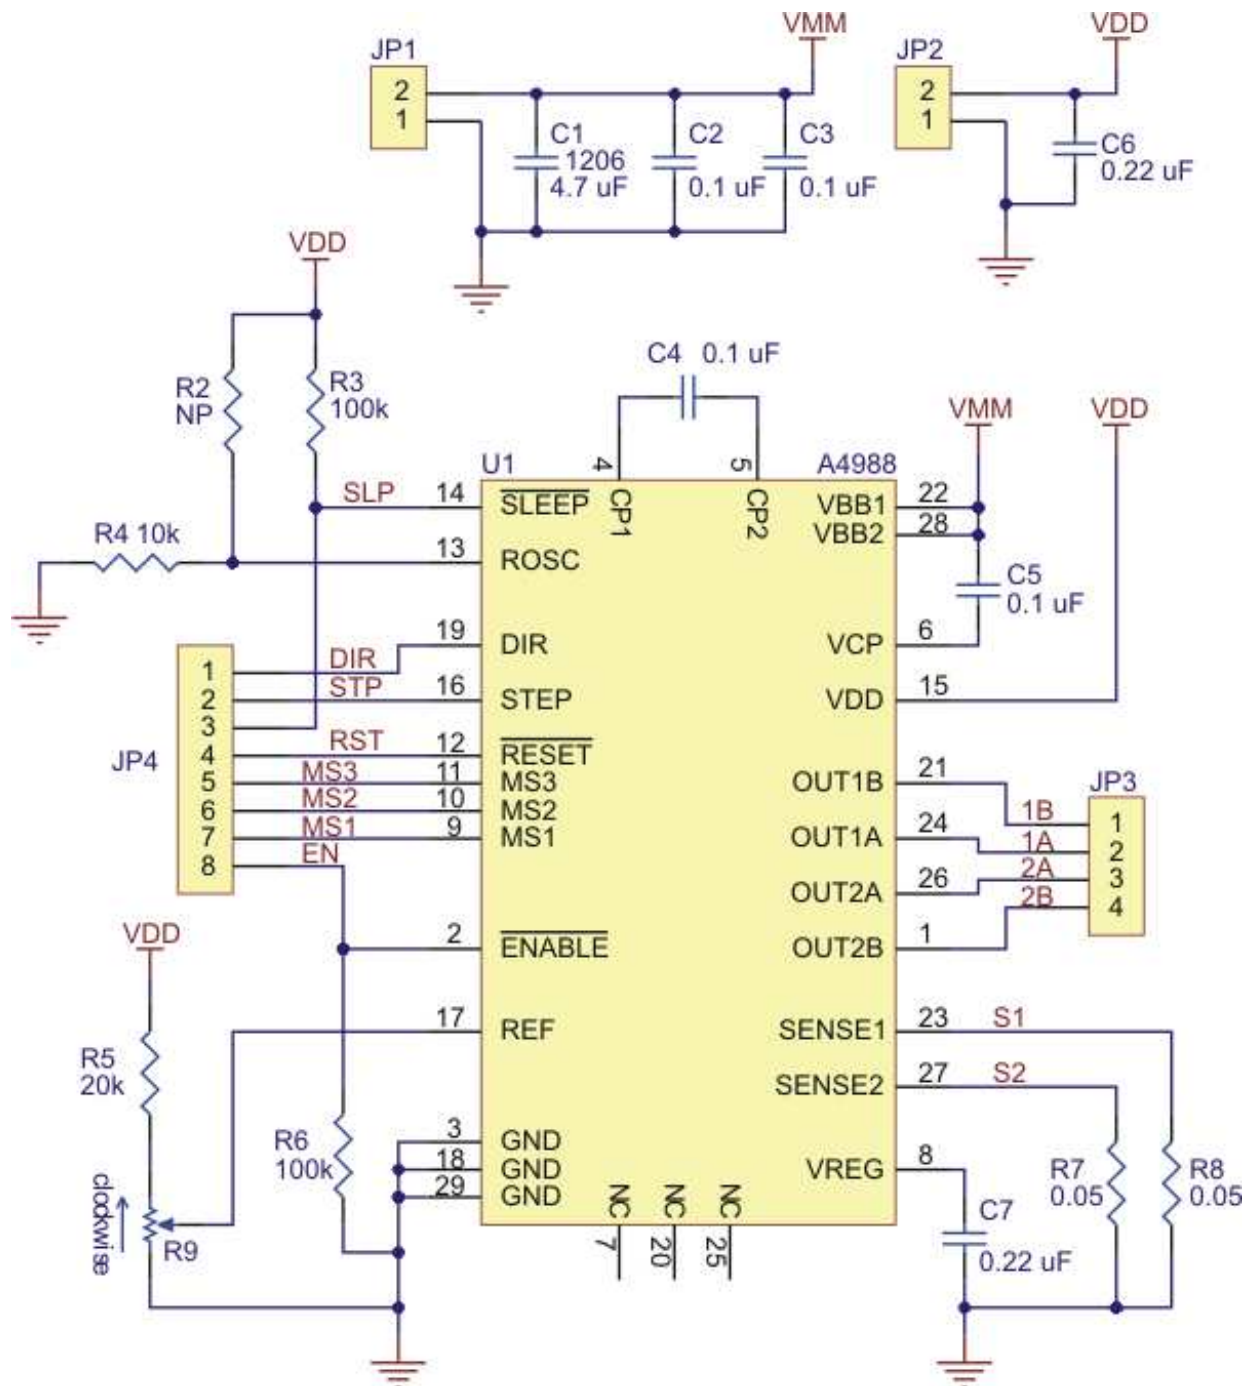 VMM
VDD
JP1
2
1
C1
1206
4.7 uF
C2
0.1 uF
C3
0.1 uF
JP2
2
1
C6
0.22 uF
VDD
R2
NP
R3
100k
C4 0.1 uF
VMM
VDD
U1
A4988
4
5
CP1
CP2
SLP
14
SLEEP
R4 10k
13
ROSC
VBB1
22
VBB2
28
C5
0.1 uF
VCP
6
VDD
15
JP4
1
2
3
4
5
6
7
8
DIR
19
DIR
STP
16
STEP
RST
12
RESET
MS3
11
MS3
MS2
10
MS2
MS1
9
MS1
EN
2
ENABLE
OUT1B
21
OUT1A
24
OUT2A
26
OUT2B
1
1B
1A
2A
2B
JP3
1
2
3
4
VDD
R5
20k
17
REF
SENSE1
23
S1
SENSE2
27
S2
R6
100k
3
GND
18
GND
29
GND
VREG
8
R7
0.05
R8
0.05
clockwise
R9
NC
NC
NC
7
20
25
C7
0.22 uF